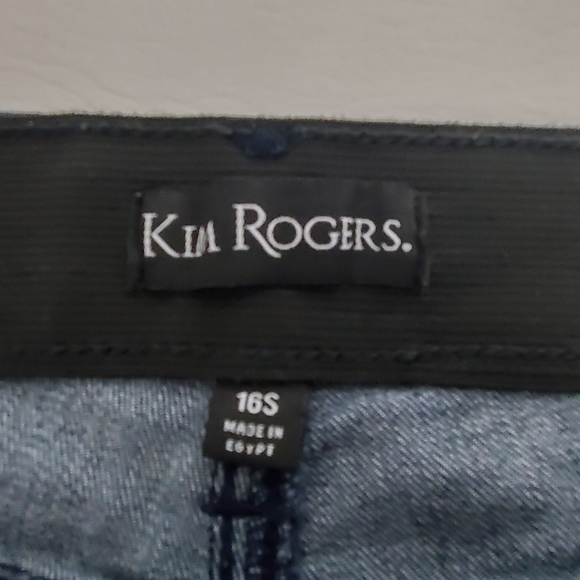 KIM ROGERS.
16S
MADE IN
EGYPT